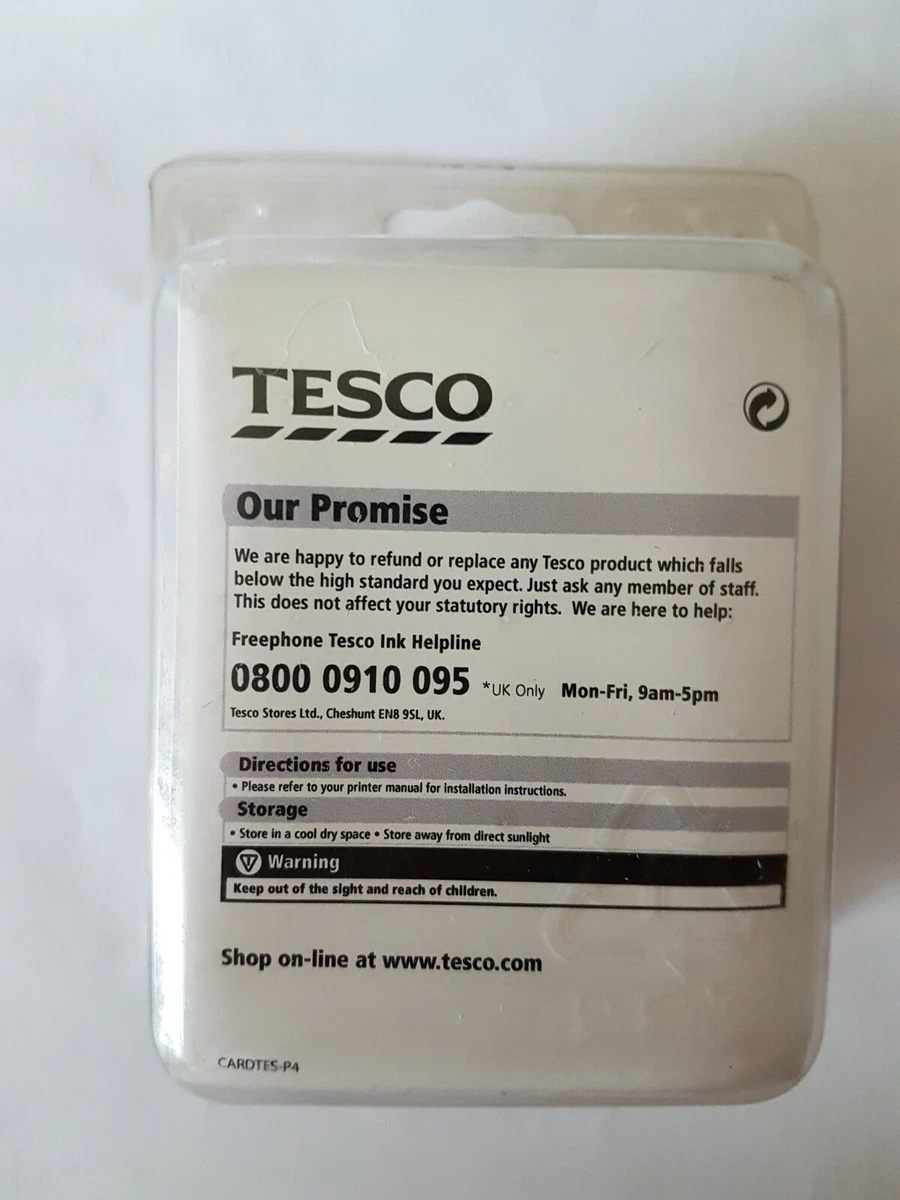 TESCO
Our Promise
We are happy to refund or replace any Tesco product which falls
below the high standard you expect. Just ask any member of staff.
This does not affect your statutory rights. We are here to help:
Freephone Tesco Ink Helpline
0800 0910 095 *UK Only Mon-Fri, 9am-5pm
Tesco Stores Ltd., Cheshunt EN8 9SL, UK.
Directions for use
• Please refer to your printer manual for installation instructions.
Storage
• Store in a cool dry space • Store away from direct sunlight
Warning
Keep out of the sight and reach of children.
Shop on-line at www.tesco.com
CARDTES-P4